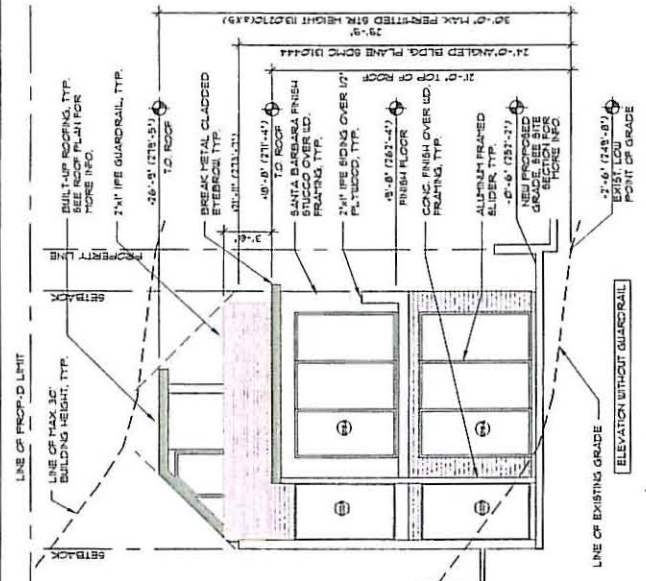 LINE OF PROP-D LIMIT
LINE OF MAX. 30'
BUILDING HEIGHT, TYP.
SETBACK
SETBACK
PROPERTY LINE
BUILT-UP ROOFING, TYP.
SEE ROOF PLAN FOR
MORE INFO.
2"x1" IPE GUARDRAIL, TYP.
T.O. ROOF
BREAK METAL CLADDED
EYEBROW, TYP.
3'-6"
T.O. ROOF
SANTA BARBARA FINISH
STUCCO OVER WD.
FRAMING, TYP.
2"x1" IPE SIDING OVER 1/2"
PLYWOOD, TYP.
FINISH FLOOR
CONC. FINISH OVER WD.
FRAMING, TYP.
ALUMINUM FRAMED
SLIDER, TYP.
NEW PROPOSED
GRADE, SEE SITE
SECTION FOR
MORE INFO.
EXIST. LOW
POINT OF GRADE
21'-0" TOP OF ROOF
24'-0" ANGLED BLDG. PLANE SDMC 131.0444
29'-9"
30'-0" MAX. PERMITTED STR. HEIGHT
LINE OF EXISTING GRADE
ELEVATION WITHOUT GUARDRAIL